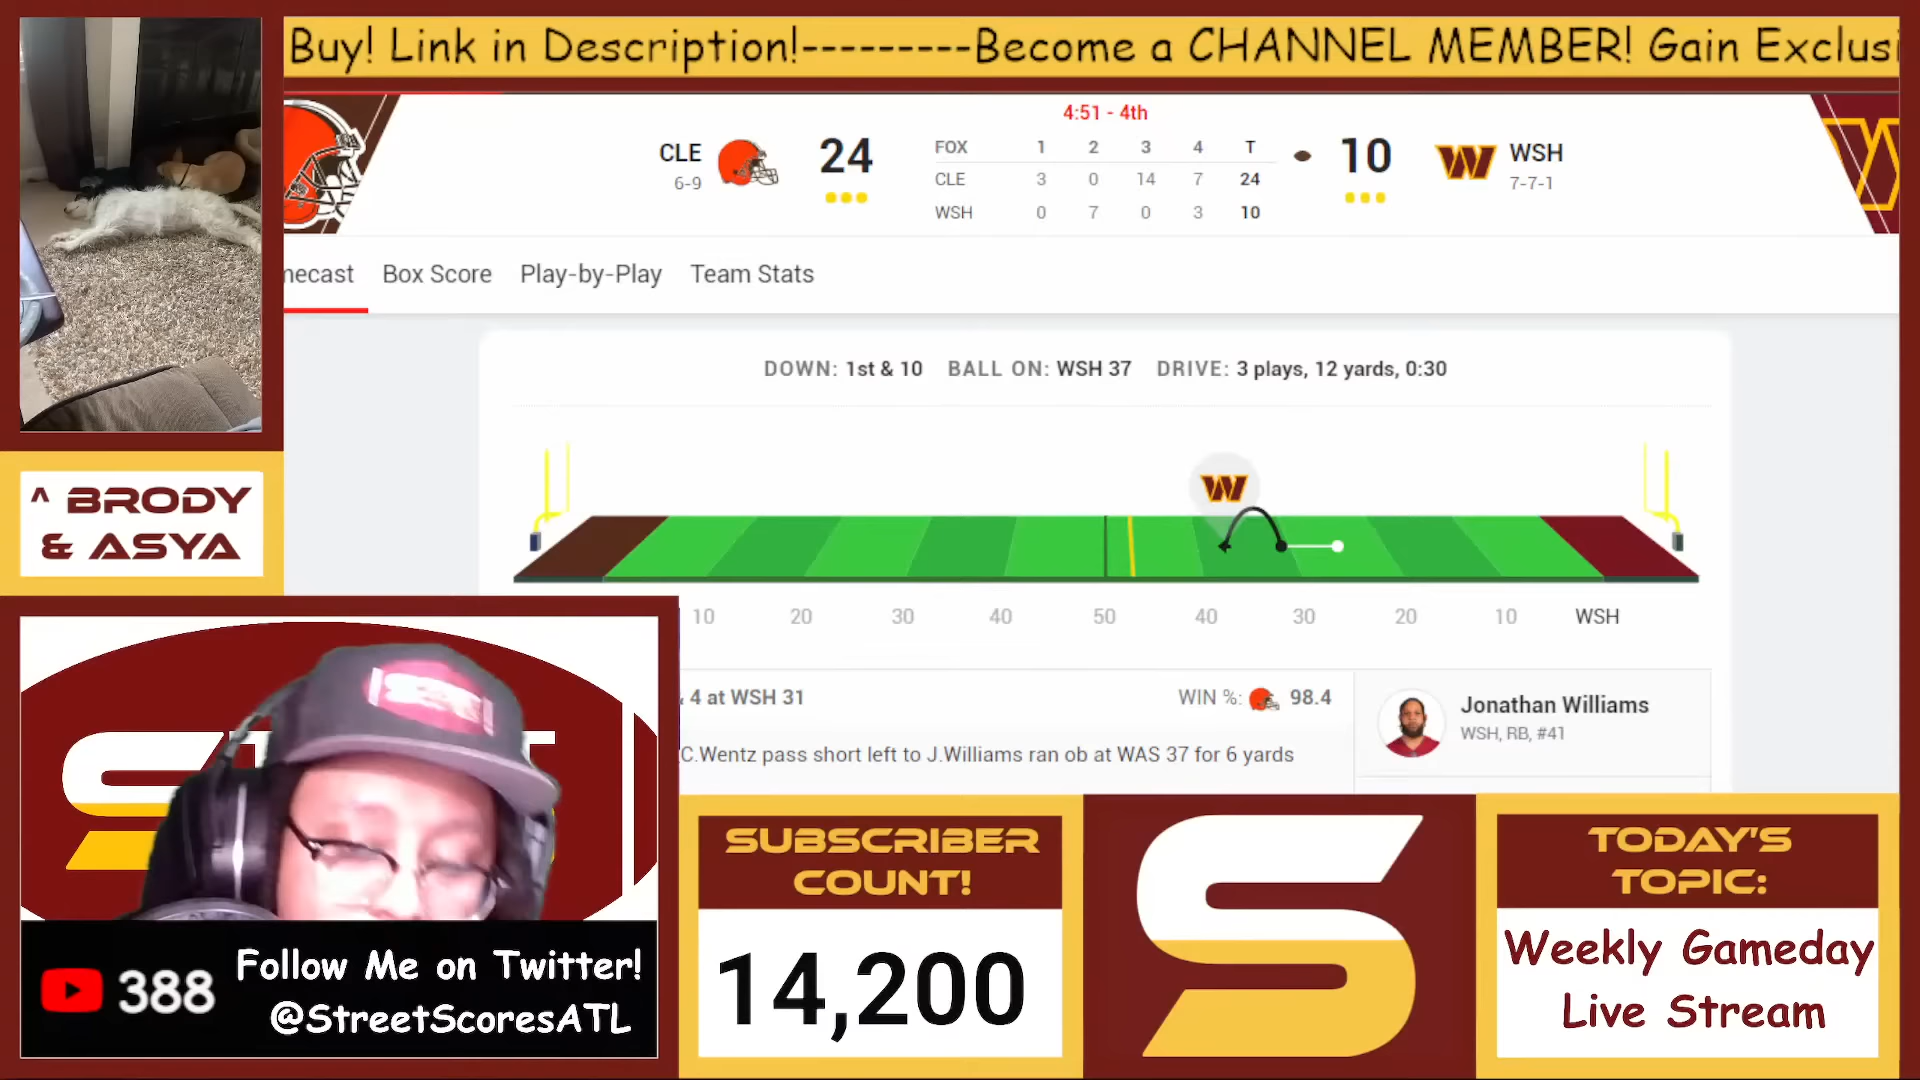 Buy! Link in Description!---------Become a CHANNEL MEMBER! Gain Exclusi
4:51 - 4th
CLE
6-9
24
FOX 1 2 3 4 T
CLE 3 0 14 7 24
WSH 0 7 0 3 10
10
WSH
7-7-1
necast Box Score Play-by-Play Team Stats
DOWN: 1st & 10 BALL ON: WSH 37 DRIVE: 3 plays, 12 yards, 0:30
W
10 20 30 40 50 40 30 20 10 WSH
^ BRODY
& ASYA
& 4 at WSH 31
WIN %: 98.4
C.Wentz pass short left to J.Williams ran ob at WAS 37 for 6 yards
Jonathan Williams
WSH, RB, #41
388
Follow Me on Twitter!
@StreetScoresATL
SUBSCRIBER
COUNT!
14,200
S
TODAY'S
TOPIC:
Weekly Gameday
Live Stream